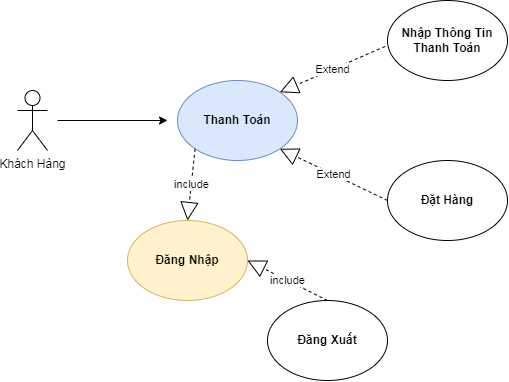 Nhập Thông Tin
Thanh Toán
Extend
Thanh Toán
Khách Hàng
include
Extend
Đặt Hàng
Đăng Nhập
include
Đăng Xuất